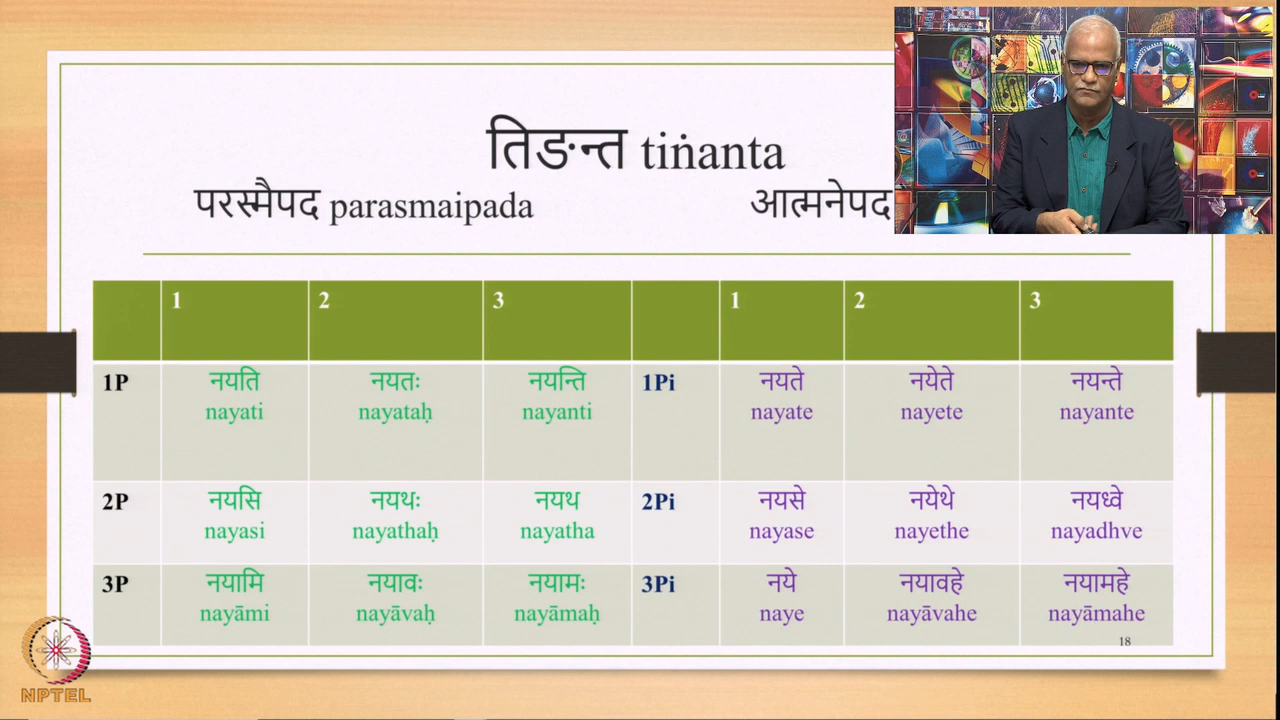 तिङन्त tiṅanta
परस्मैपद parasmaipada आत्मनेपद
1 2 3 1 2 3
1P नयति नयतः नयन्ति 1Pi नयते नयेते नयन्ते
nayati nayataḥ nayanti nayate nayete nayante
2P नयसि नयथः नयथ 2Pi नयसे नयेथे नयध्वे
nayasi nayathaḥ nayatha nayase nayethe nayadhve
3P नयामि नयावः नयामः 3Pi नये नयावहे नयामहे
nayāmi nayāvaḥ nayāmaḥ naye nayāvahe nayāmahe
18
NPTEL